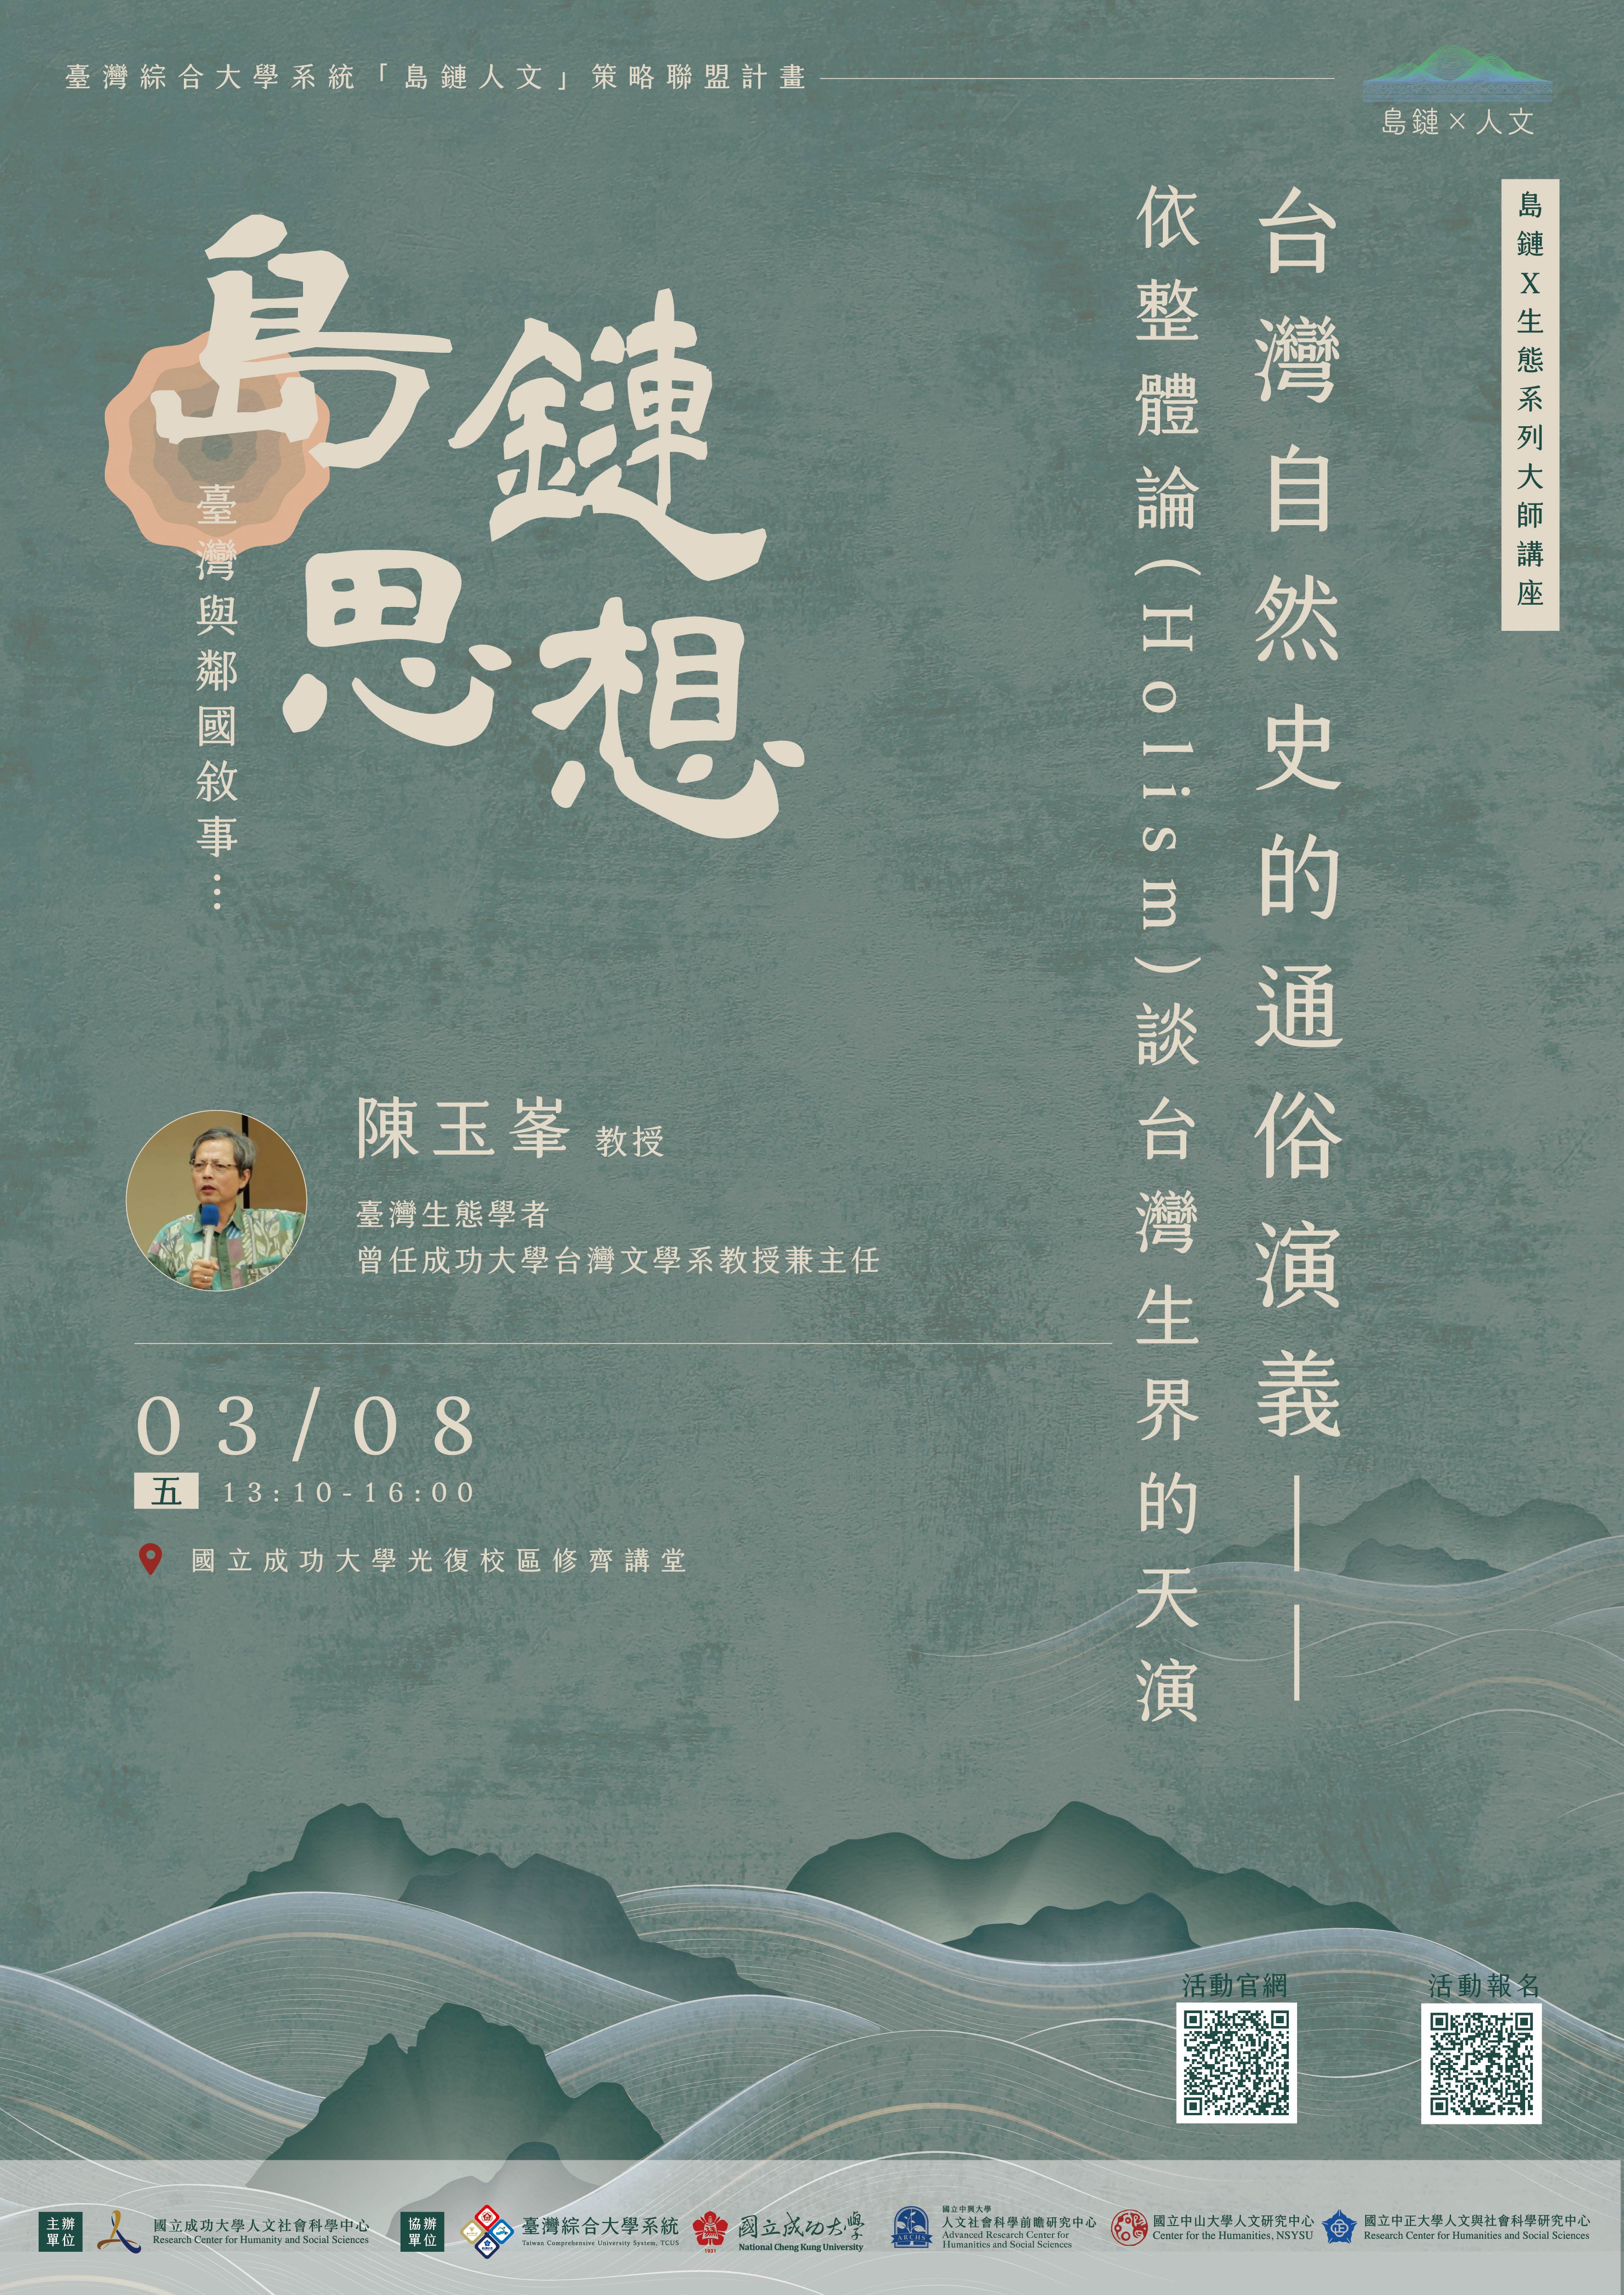 臺灣綜合大學系統「島鏈人文」策略聯盟計畫
島鏈×人文
島鏈X生態系列大師講座
台灣自然史的通俗演義——
依整體論(Holism)談台灣生界的天演
島鏈
思想
臺灣與鄰國敘事…
陳玉峯 教授
臺灣生態學者
曾任成功大學台灣文學系教授兼主任
03/08
五 13:10-16:00
國立成功大學光復校區修齊講堂
活動官網
活動報名
主辦
單位
國立成功大學人文社會科學中心
Research Center for Humanity and Social Sciences
協辦
單位
臺灣綜合大學系統
Taiwan Comprehensive University System, TCUS
1931
國立成功大學
National Cheng Kung University
ARCHS
國立中興大學
人文社會科學前瞻研究中心
Advanced Research Center for
Humanities and Social Sciences
國立中山大學人文研究中心
Center for the Humanities, NSYSU
國立中正大學人文與社會科學研究中心
Research Center for Humanities and Social Sciences